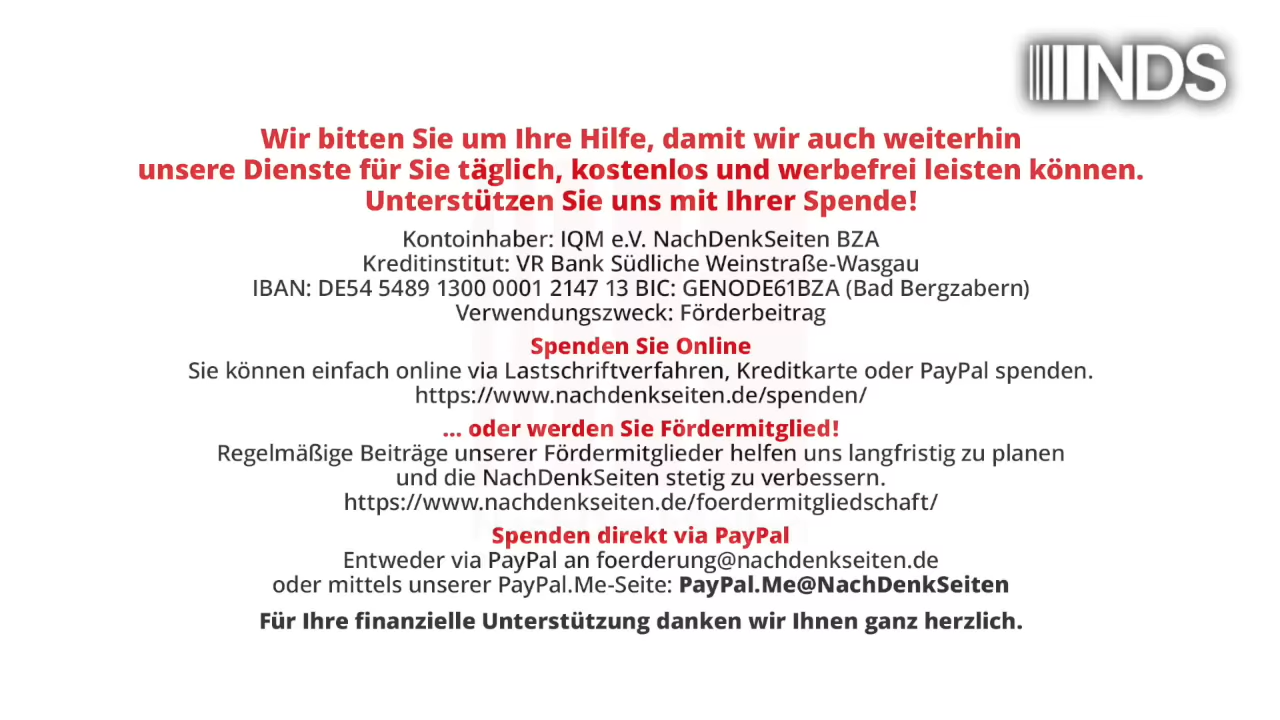 NDS
Wir bitten Sie um Ihre Hilfe, damit wir auch weiterhin
unsere Dienste für Sie täglich, kostenlos und werbefrei leisten können.
Unterstützen Sie uns mit Ihrer Spende!
Kontoinhaber: IQM e.V. NachDenkSeiten BZA
Kreditinstitut: VR Bank Südliche Weinstraße-Wasgau
IBAN: DE54 5489 1300 0001 2147 13 BIC: GENODE61BZA (Bad Bergzabern)
Verwendungszweck: Förderbeitrag
Spenden Sie Online
Sie können einfach online via Lastschriftverfahren, Kreditkarte oder PayPal spenden.
https://www.nachdenkseiten.de/spenden/
... oder werden Sie Fördermitglied!
Regelmäßige Beiträge unserer Fördermitglieder helfen uns langfristig zu planen
und die NachDenkSeiten stetig zu verbessern.
https://www.nachdenkseiten.de/foerdermitgliedschaft/
Spenden direkt via PayPal
Entweder via PayPal an foerderung@nachdenkseiten.de
oder mittels unserer PayPal.Me-Seite: PayPal.Me@NachDenkSeiten
Für Ihre finanzielle Unterstützung danken wir Ihnen ganz herzlich.